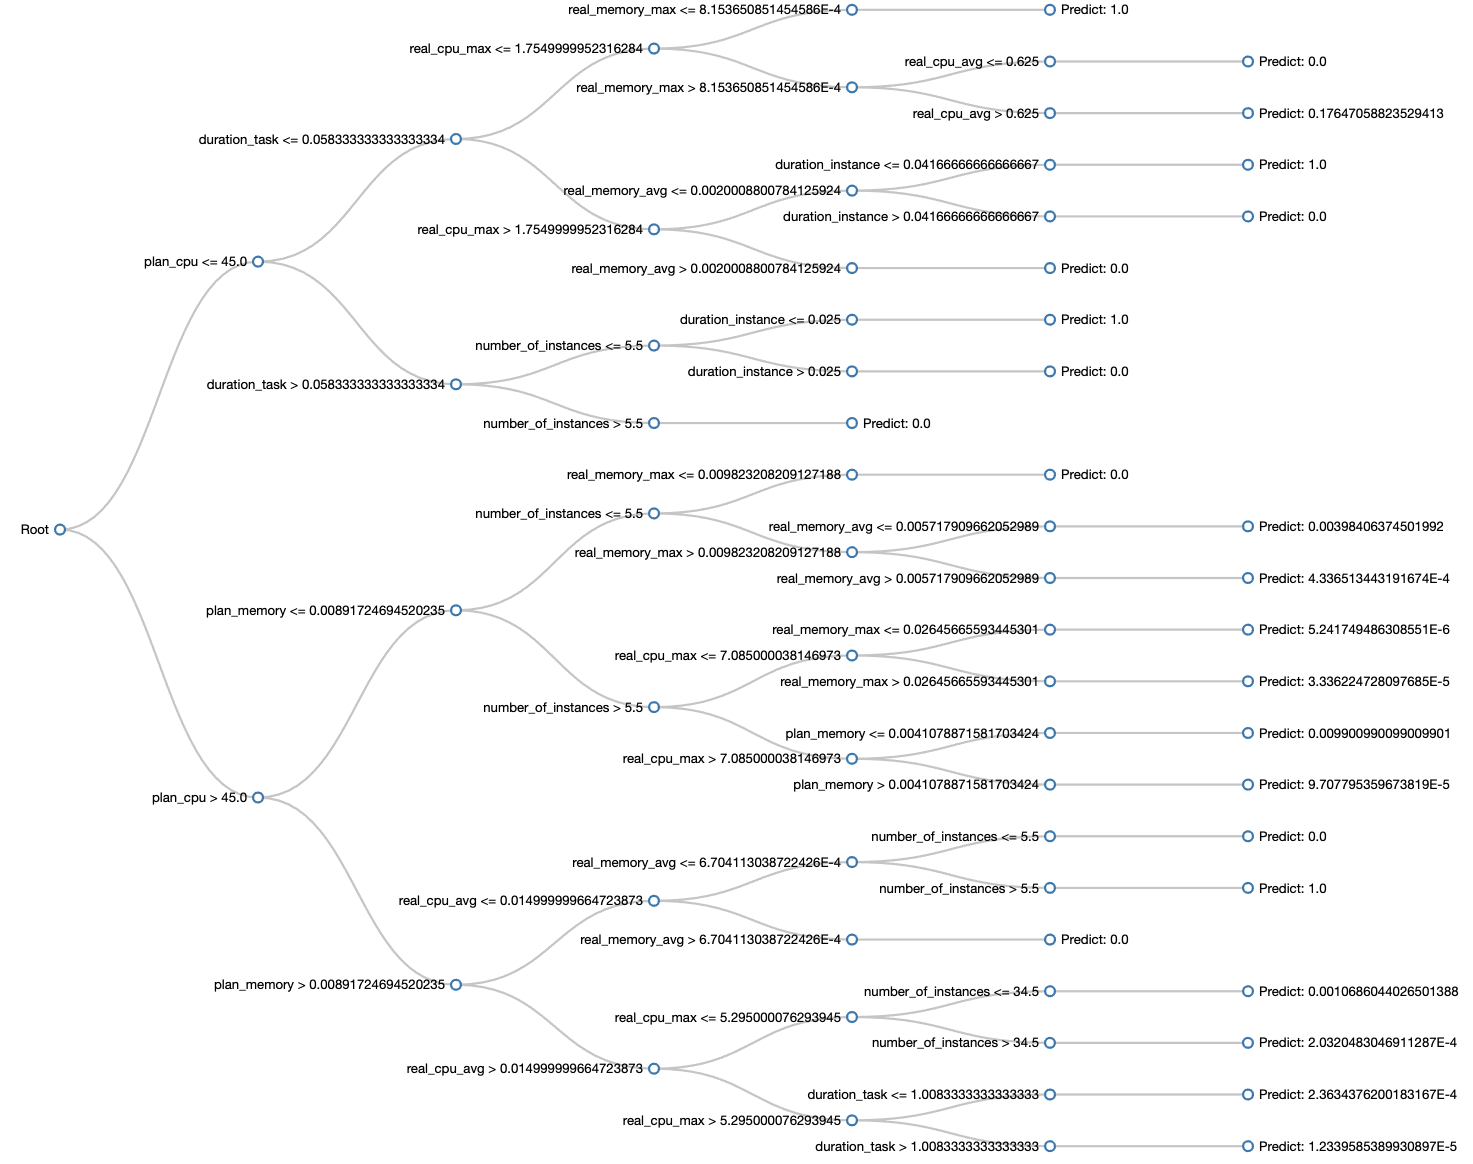 real_memory_max <= 8.153650851454586E-4
Predict: 1.0
real_cpu_max <= 1.7549999952316284
real_cpu_avg <= 0.625
Predict: 0.0
real_memory_max > 8.153650851454586E-4
real_cpu_avg > 0.625
Predict: 0.17647058823529413
duration_task <= 0.058333333333333334
duration_instance <= 0.04166666666666667
Predict: 1.0
real_memory_avg <= 0.0020008800784125924
duration_instance > 0.04166666666666667
Predict: 0.0
real_cpu_max > 1.7549999952316284
real_memory_avg > 0.0020008800784125924
Predict: 0.0
plan_cpu <= 45.0
duration_instance <= 0.025
Predict: 1.0
number_of_instances <= 5.5
duration_instance > 0.025
Predict: 0.0
duration_task > 0.058333333333333334
number_of_instances > 5.5
Predict: 0.0
real_memory_max <= 0.009823208209127188
Predict: 0.0
number_of_instances <= 5.5
Root
real_memory_avg <= 0.005717909662052989
Predict: 0.00398406374501992
real_memory_max > 0.009823208209127188
real_memory_avg > 0.005717909662052989
Predict: 4.336513443191674E-4
plan_memory <= 0.00891724694520235
real_memory_max <= 0.02645665593445301
Predict: 5.241749486308551E-6
real_cpu_max <= 7.085000038146973
real_memory_max > 0.02645665593445301
Predict: 3.336224728097685E-5
number_of_instances > 5.5
plan_memory <= 0.0041078871581703424
Predict: 0.009900990099009901
real_cpu_max > 7.085000038146973
plan_memory > 0.0041078871581703424
Predict: 9.707795359673819E-5
plan_cpu > 45.0
number_of_instances <= 5.5
Predict: 0.0
real_memory_avg <= 6.704113038722426E-4
number_of_instances > 5.5
Predict: 1.0
real_cpu_avg <= 0.014999999664723873
real_memory_avg > 6.704113038722426E-4
Predict: 0.0
plan_memory > 0.00891724694520235
number_of_instances <= 34.5
Predict: 0.0010686044026501388
real_cpu_max <= 5.295000076293945
number_of_instances > 34.5
Predict: 2.0320483046911287E-4
real_cpu_avg > 0.014999999664723873
duration_task <= 1.0083333333333333
Predict: 2.3634376200183167E-4
real_cpu_max > 5.295000076293945
duration_task > 1.0083333333333333
Predict: 1.2339585389930897E-5